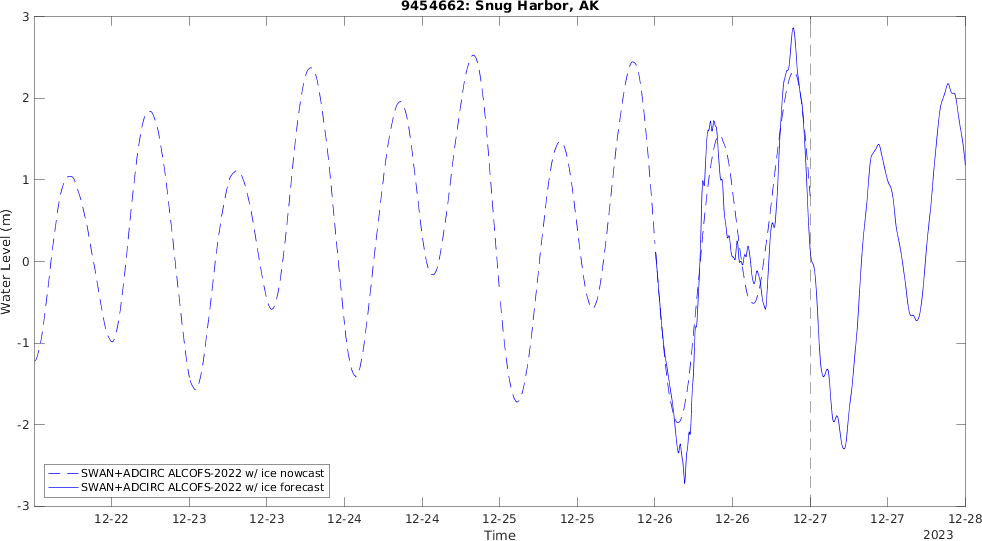 9454662: Snug Harbor, AK
Water Level (m)
3
2
1
0
-1
-2
-3
SWAN+ADCIRC ALCOFS-2022 w/ ice nowcast
SWAN+ADCIRC ALCOFS-2022 w/ ice forecast
12-22 12-23 12-23 12-24 12-24 12-25 12-25 12-26 12-26 12-27 12-27 12-28
Time
2023